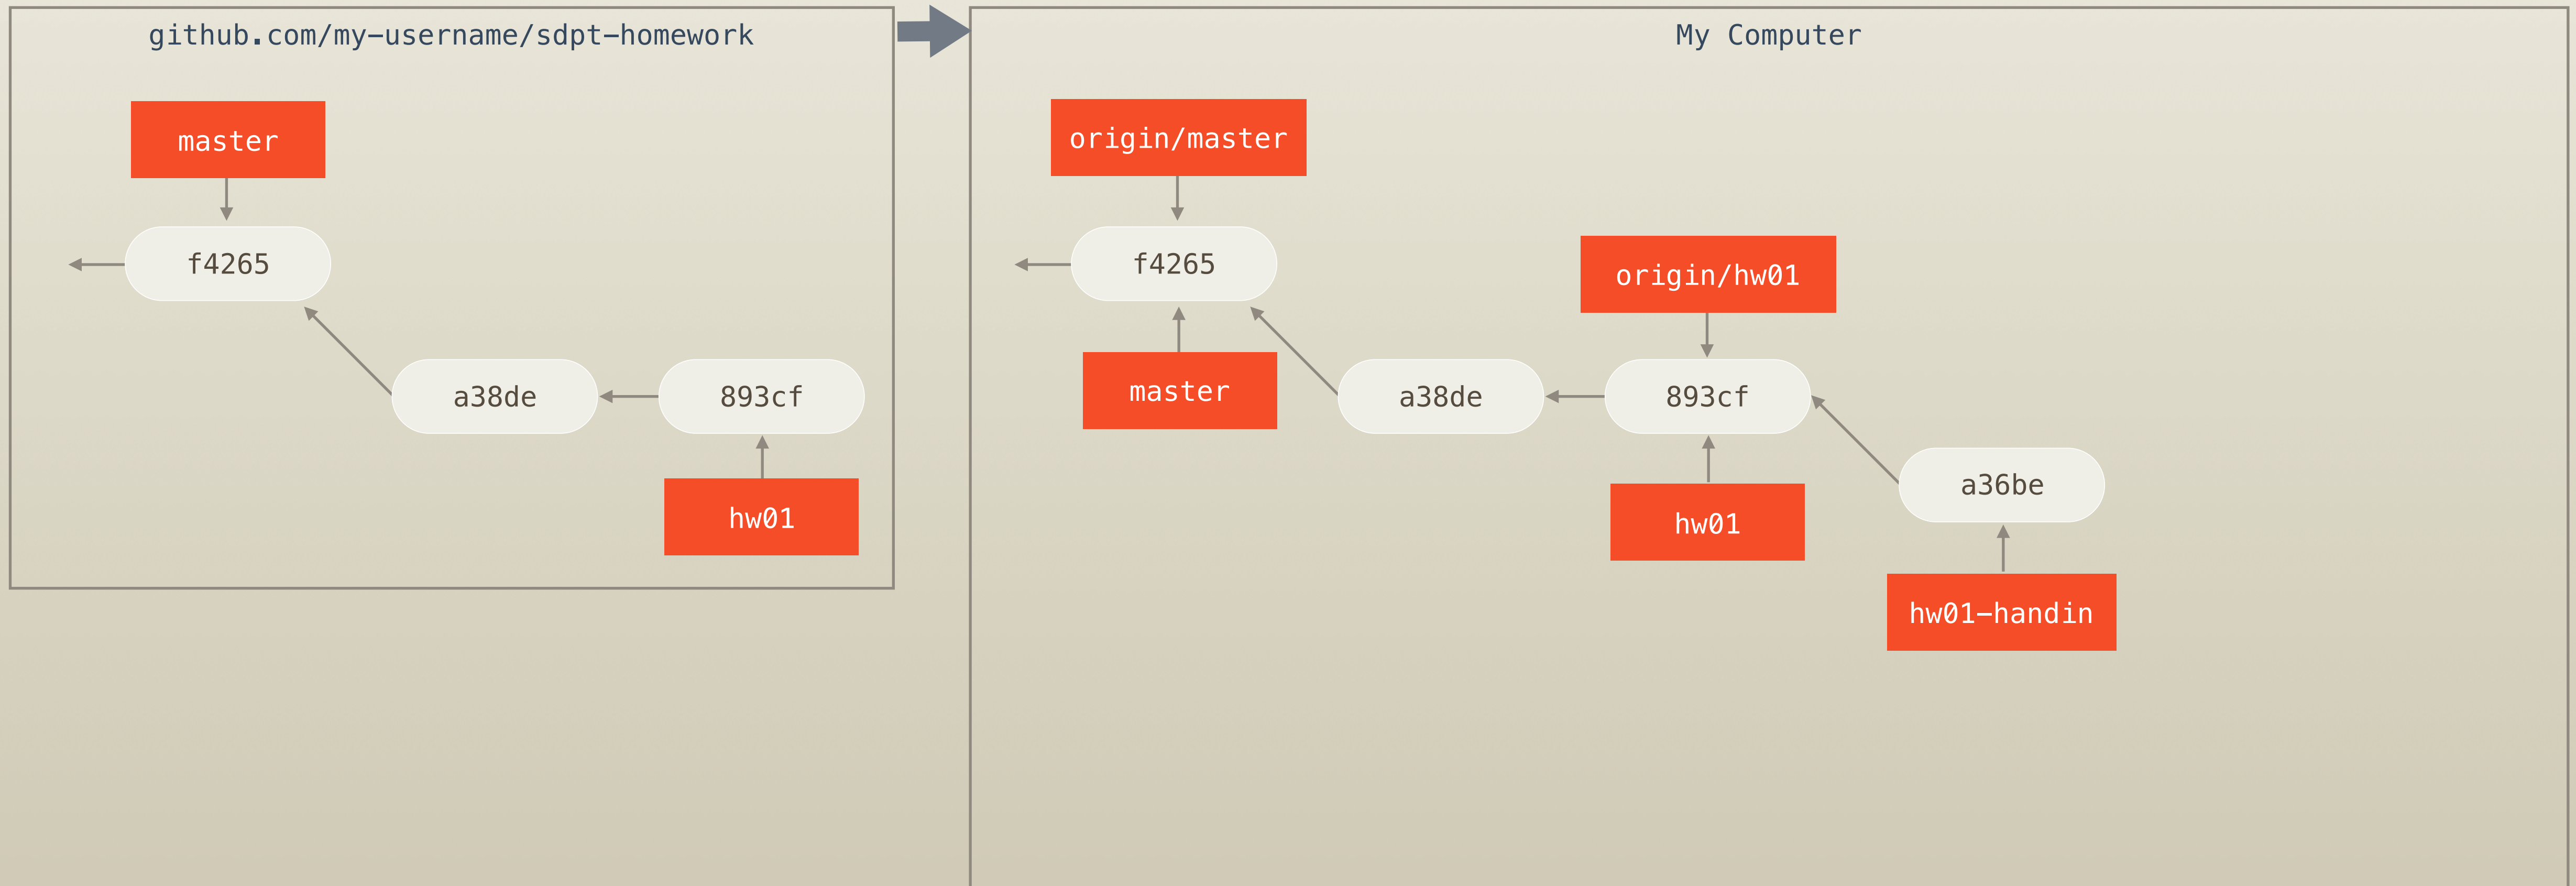 github.com/my-username/sdpt-homework
master
f4265
a38de
893cf
hw01
My Computer
origin/master
f4265
master
origin/hw01
a38de
893cf
hw01
a36be
hw01-handin